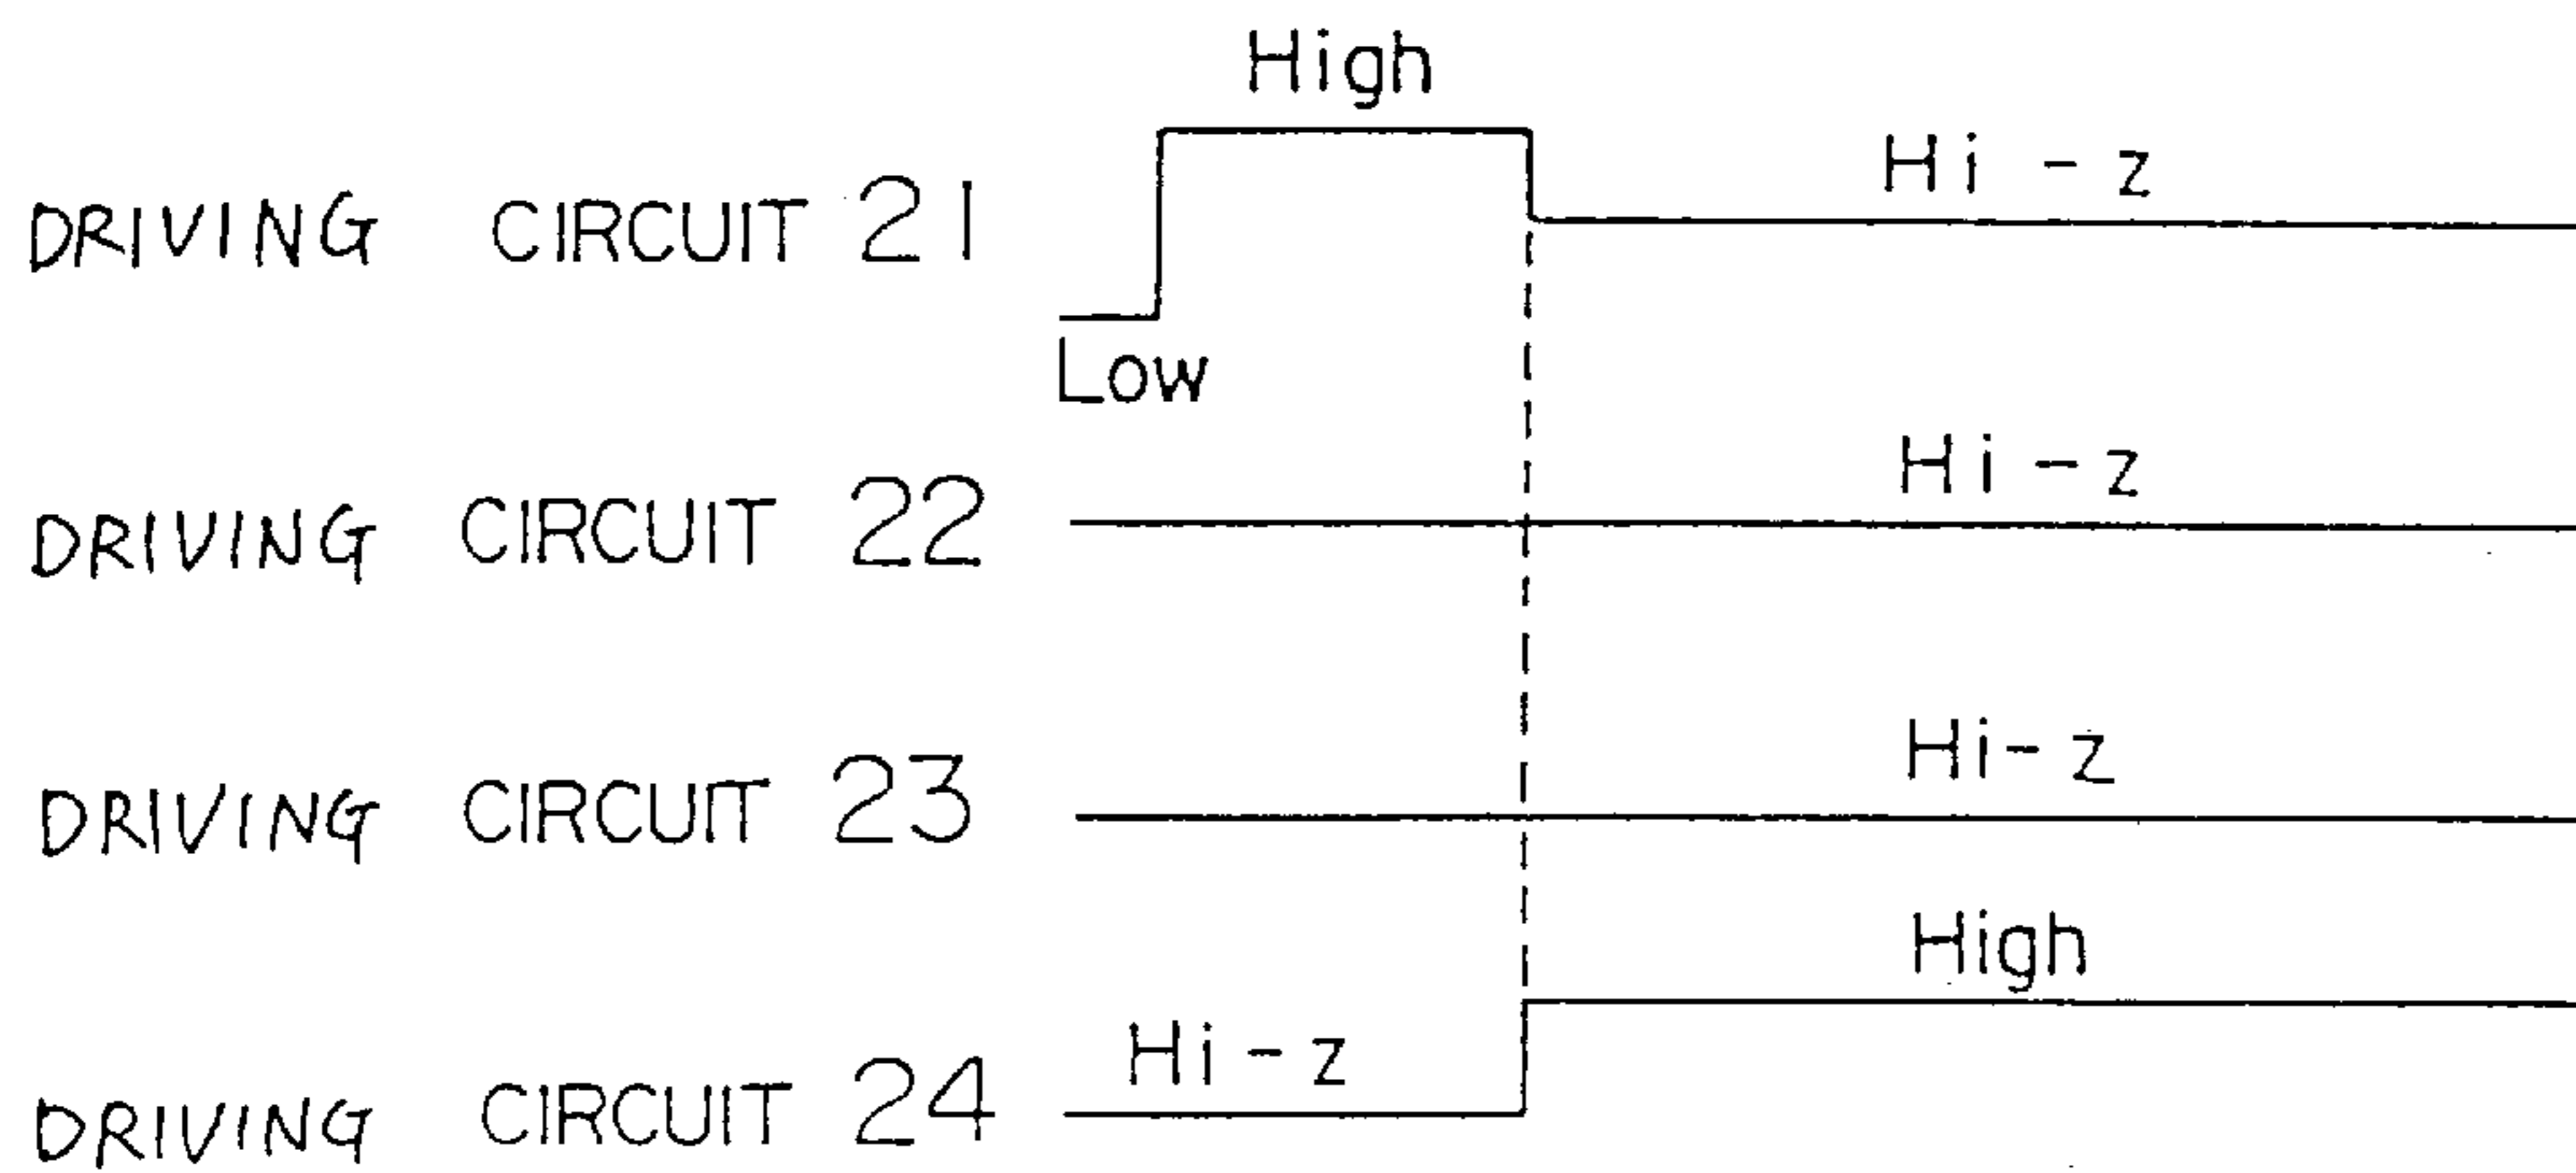 High
DRIVING CIRCUIT 21
Hi-z
Low
DRIVING CIRCUIT 22
Hi-z
DRIVING CIRCUIT 23
Hi-z
High
DRIVING CIRCUIT 24
Hi-z